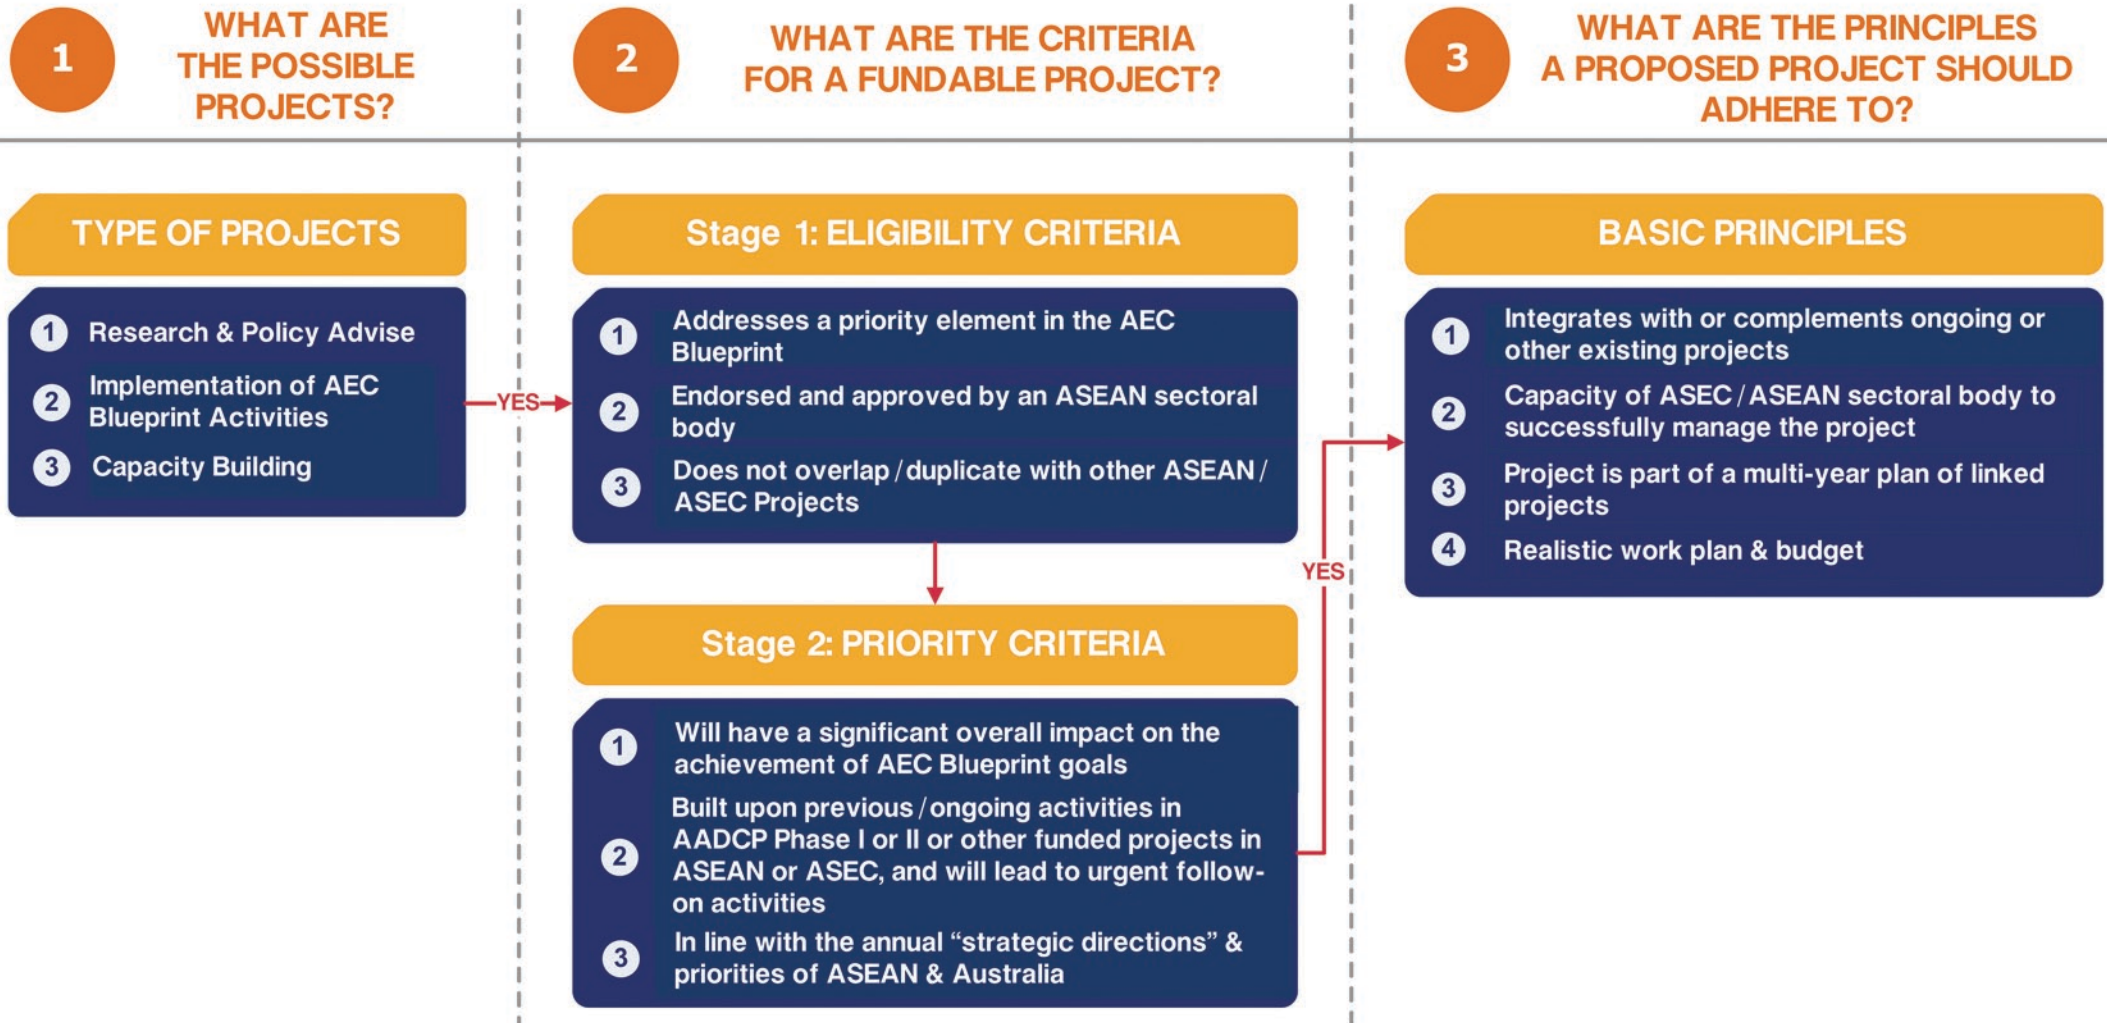 1
WHAT ARE
THE POSSIBLE
PROJECTS?
TYPE OF PROJECTS
1 Research & Policy Advise
2 Implementation of AEC
Blueprint Activities
3 Capacity Building
YES
2
WHAT ARE THE CRITERIA
FOR A FUNDABLE PROJECT?
Stage 1: ELIGIBILITY CRITERIA
1 Addresses a priority element in the AEC
Blueprint
2 Endorsed and approved by an ASEAN sectoral
body
3 Does not overlap / duplicate with other ASEAN /
ASEC Projects
Stage 2: PRIORITY CRITERIA
1 Will have a significant overall impact on the
achievement of AEC Blueprint goals
2 Built upon previous / ongoing activities in
AADCP Phase I or II or other funded projects in
ASEAN or ASEC, and will lead to urgent follow-
on activities
3 In line with the annual “strategic directions” &
priorities of ASEAN & Australia
YES
3
WHAT ARE THE PRINCIPLES
A PROPOSED PROJECT SHOULD
ADHERE TO?
BASIC PRINCIPLES
1 Integrates with or complements ongoing or
other existing projects
2 Capacity of ASEC / ASEAN sectoral body to
successfully manage the project
3 Project is part of a multi-year plan of linked
projects
4 Realistic work plan & budget